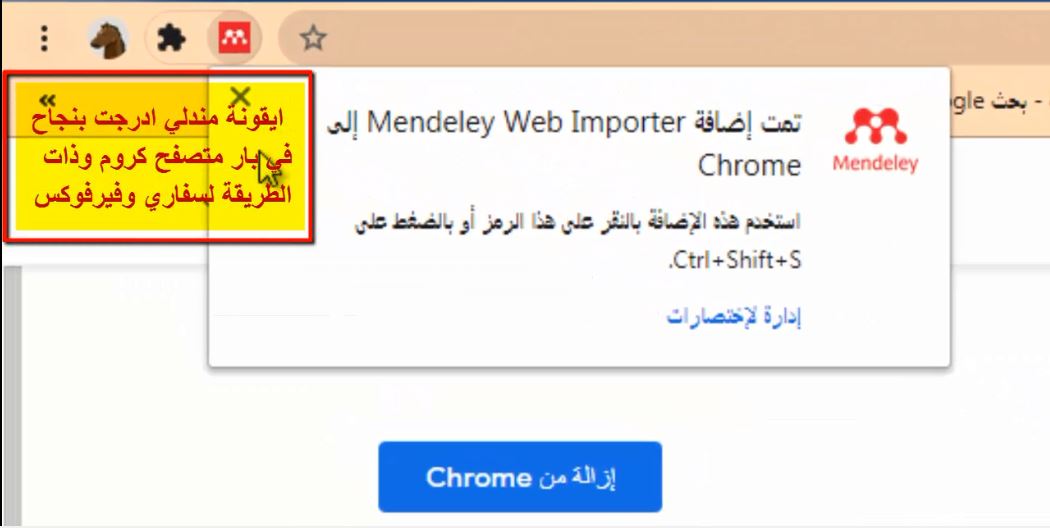 gle بحث -
ايقونة مندلي ادرجت بنجاح
في بار متصفح كروم وذات
الطريقة لسفاري وفيرفوكس
تمت إضافة Mendeley Web Importer إلى
Chrome
Mendeley
استخدم هذه الإضافة بالنقر على هذا الرمز أو بالضغط على
Ctrl+Shift+S.
إدارة لإختصارات
إزالة من Chrome